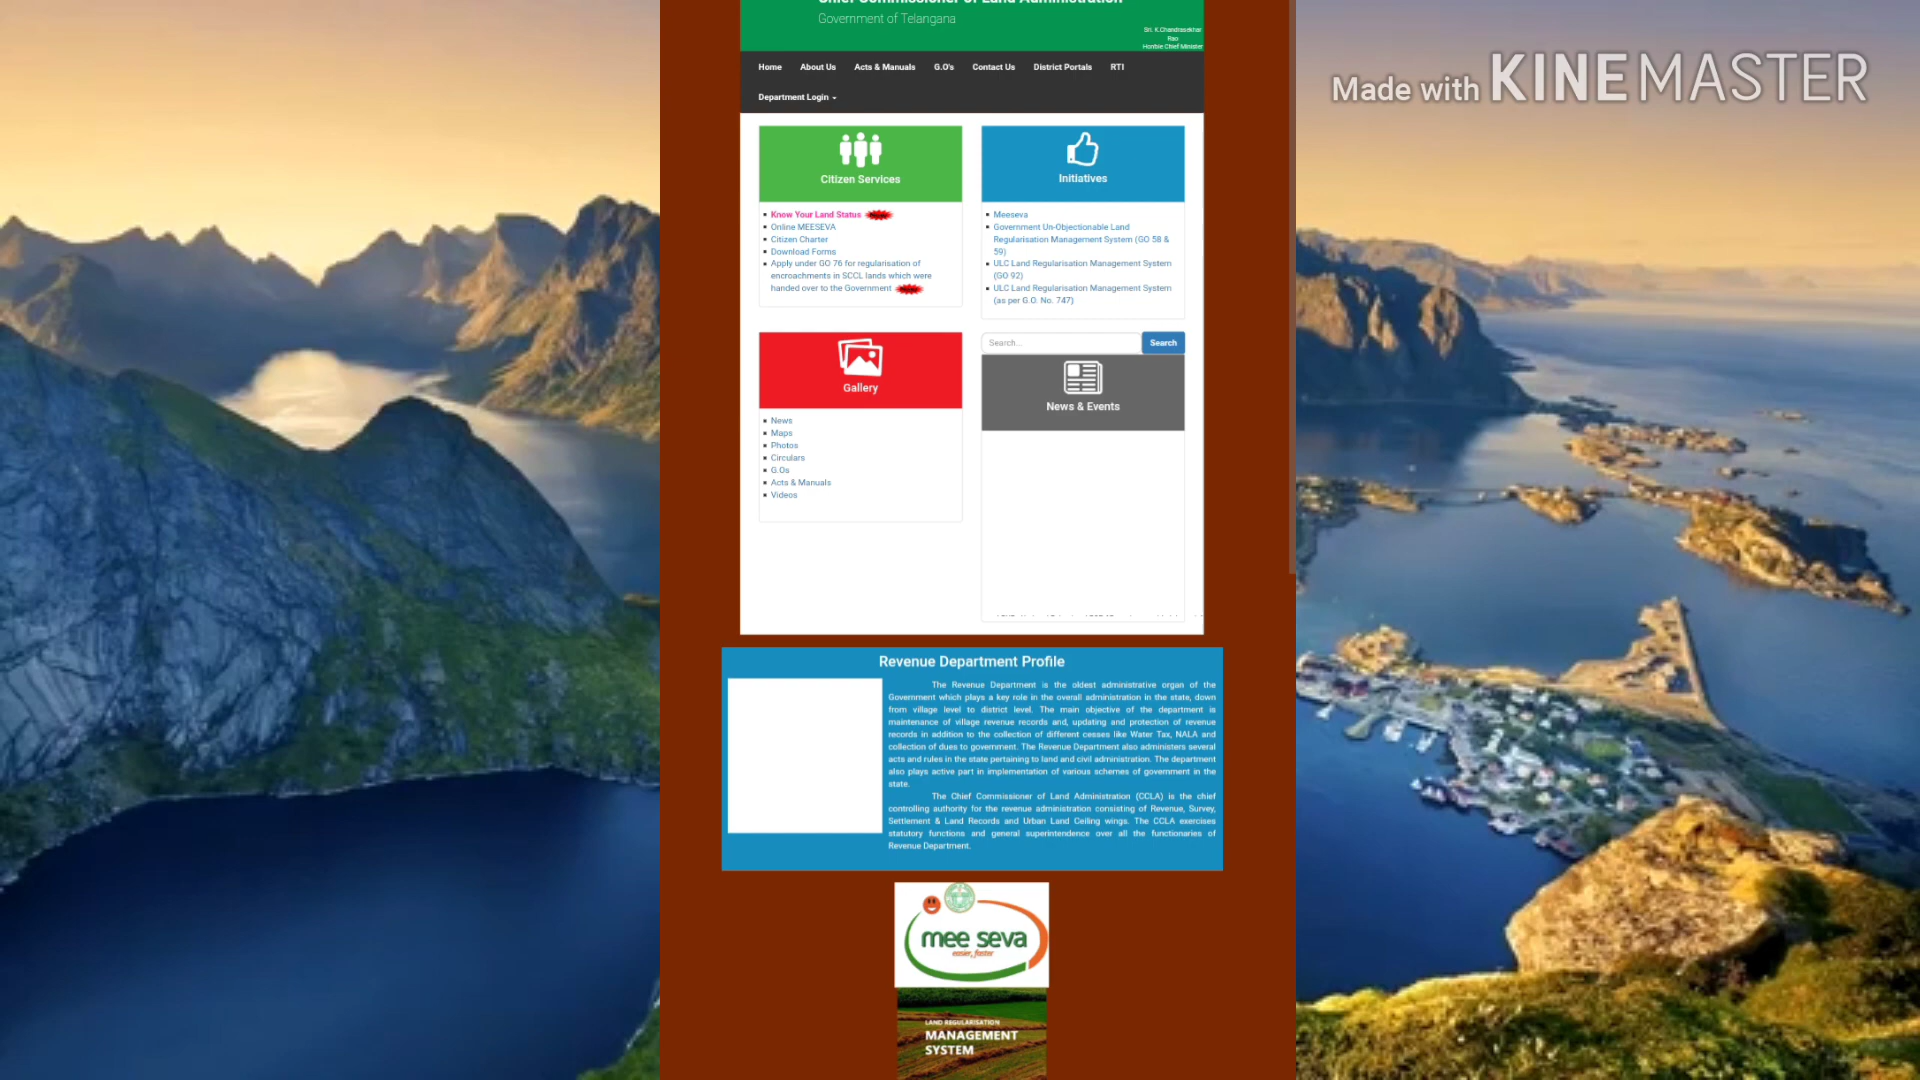 Chief Commissioner of Land Administration
Government of Telangana
Sri. K.Chandrasekhar
Rao
Hon'ble Chief Minister
Home About Us Acts & Manuals G.O's Contact Us District Portals RTI
Department Login
Made with KINEMASTER
Citizen Services
Know Your Land Status
Online MEESEVA
Citizen Charter
Download Forms
Apply under GO 76 for regularisation of
encroachments in SCCL lands which were
handed over to the Government
Initiatives
Meeseva
Government Un-Objectionable Land
Regularisation Management System (GO 58 &
59)
ULC Land Regularisation Management System
(GO 92)
ULC Land Regularisation Management System
(as per G.O. No. 747)
Gallery
News
Maps
Photos
Circulars
G.Os
Acts & Manuals
Videos
Search... Search
News & Events
Revenue Department Profile
The Revenue Department is the oldest administrative organ of the
Government which plays a key role in the overall administration in the state, down
from village level to district level. The main objective of the department is
maintenance of village revenue records and, updating and protection of revenue
records in addition to the collection of different cesses like Water Tax, NALA and
collection of dues to government. The Revenue Department also administers several
acts and rules in the state pertaining to land and civil administration. The department
also plays active part in implementation of various schemes of government in the
state.
The Chief Commissioner of Land Administration (CCLA) is the chief
controlling authority for the revenue administration consisting of Revenue, Survey,
Settlement & Land Records and Urban Land Ceiling wings. The CCLA exercises
statutory functions and general superintendence over all the functionaries of
Revenue Department.
mee seva
easier, faster
LAND REGULARISATION
MANAGEMENT
SYSTEM